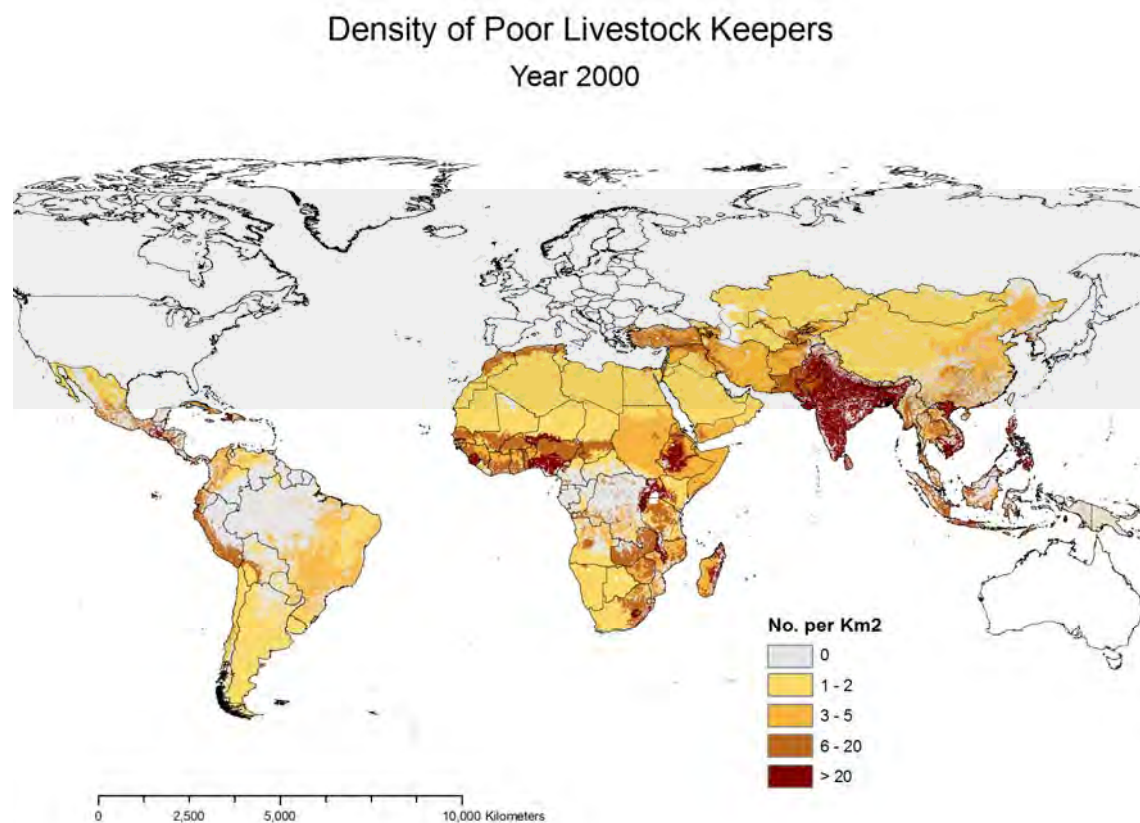 Density of Poor Livestock Keepers
Year 2000
No. per Km2
0
1 - 2
3 - 5
6 - 20
> 20
0 2,500 5,000 10,000 Kilometers